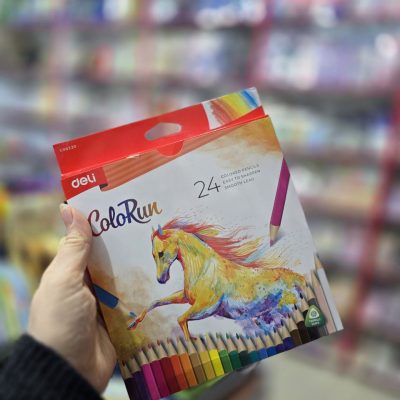 deli
ColoRun
24
COLORED PENCILS
EASY TO SHARPEN
SMOOTH LEAD